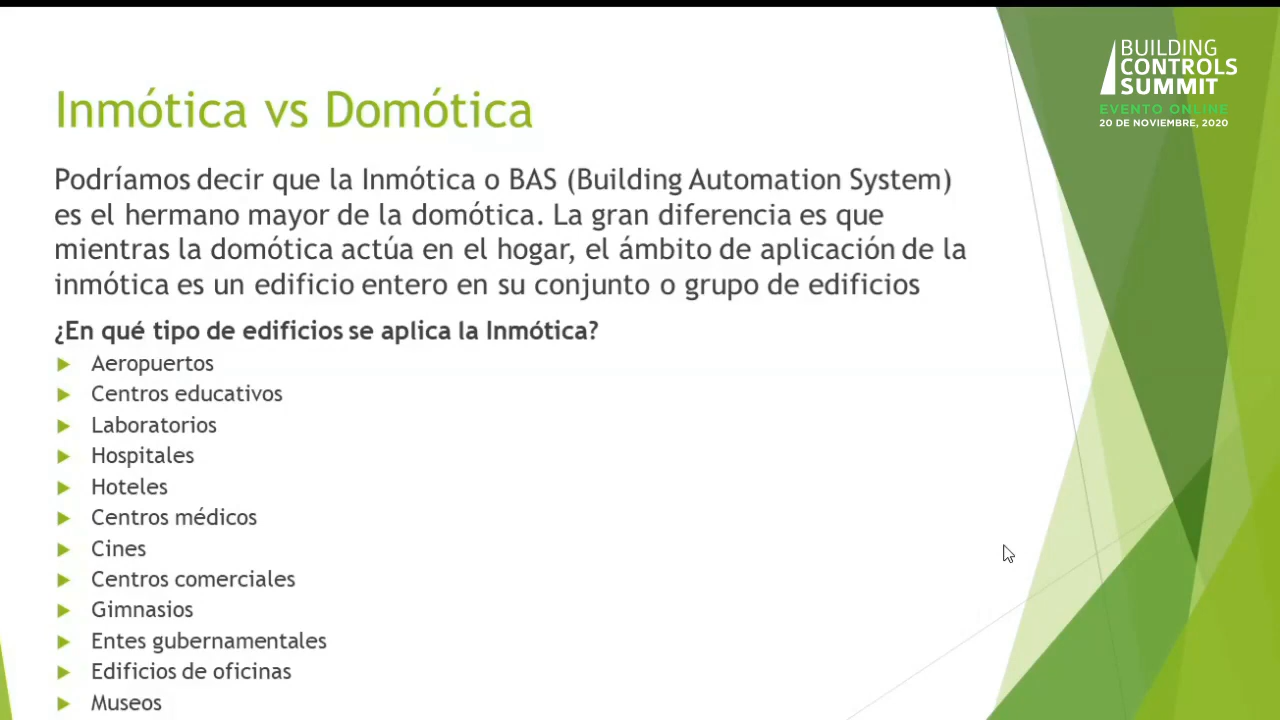 BUILDING
CONTROLS
SUMMIT
EVENTO ONLINE
20 DE NOVIEMBRE, 2020
Inmótica vs Domótica
Podríamos decir que la Inmótica o BAS (Building Automation System)
es el hermano mayor de la domótica. La gran diferencia es que
mientras la domótica actúa en el hogar, el ámbito de aplicación de la
inmótica es un edificio entero en su conjunto o grupo de edificios
¿En qué tipo de edificios se aplica la Inmótica?
Aeropuertos
Centros educativos
Laboratorios
Hospitales
Hoteles
Centros médicos
Cines
Centros comerciales
Gimnasios
Entes gubernamentales
Edificios de oficinas
Museos